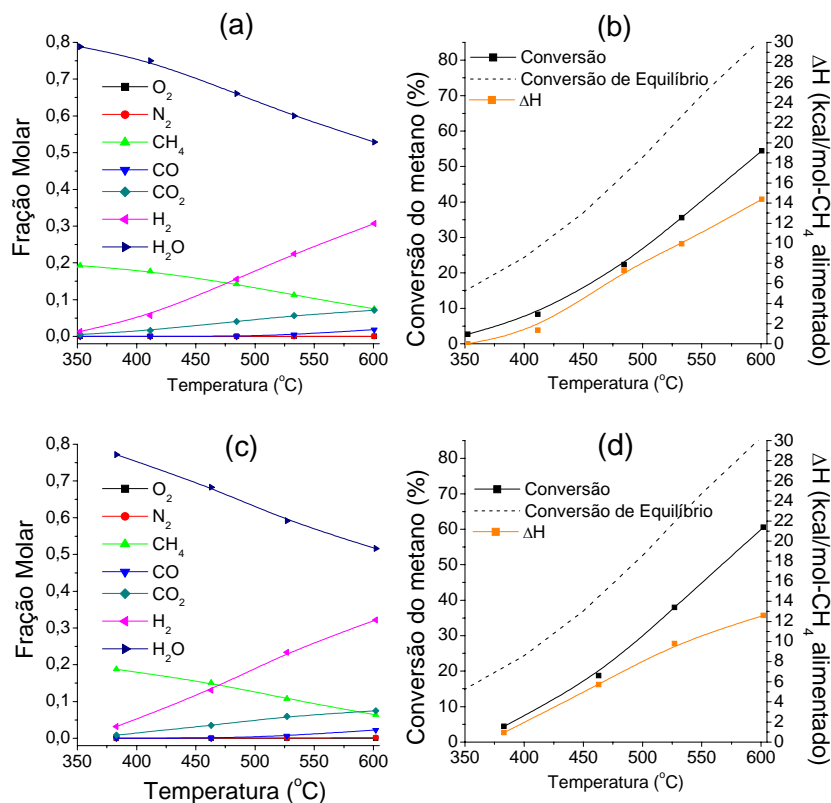 (a)
0,8
0,7
0,6
0,5
0,4
0,3
0,2
0,1
0,0
Fração Molar
O2
N2
CH4
CO
CO2
H2
H2O
350 400 450 500 550 600
Temperatura (°C)
(b)
80
70
60
50
40
30
20
10
0
Conversão do metano (%)
Conversão
Conversão de Equilíbrio
ΔH
30
28
26
24
22
20
18
16
14
12
10
8
6
4
2
0
ΔH (kcal/mol-CH4 alimentado)
350 400 450 500 550 600
Temperatura (°C)
(c)
0,8
0,7
0,6
0,5
0,4
0,3
0,2
0,1
0,0
Fração Molar
O2
N2
CH4
CO
CO2
H2
H2O
350 400 450 500 550 600
Temperatura (°C)
(d)
80
70
60
50
40
30
20
10
0
Conversão do metano (%)
Conversão
Conversão de Equilíbrio
ΔH
30
28
26
24
22
20
18
16
14
12
10
8
6
4
2
0
ΔH (kcal/mol-CH4 alimentado)
350 400 450 500 550 600
Temperatura (°C)